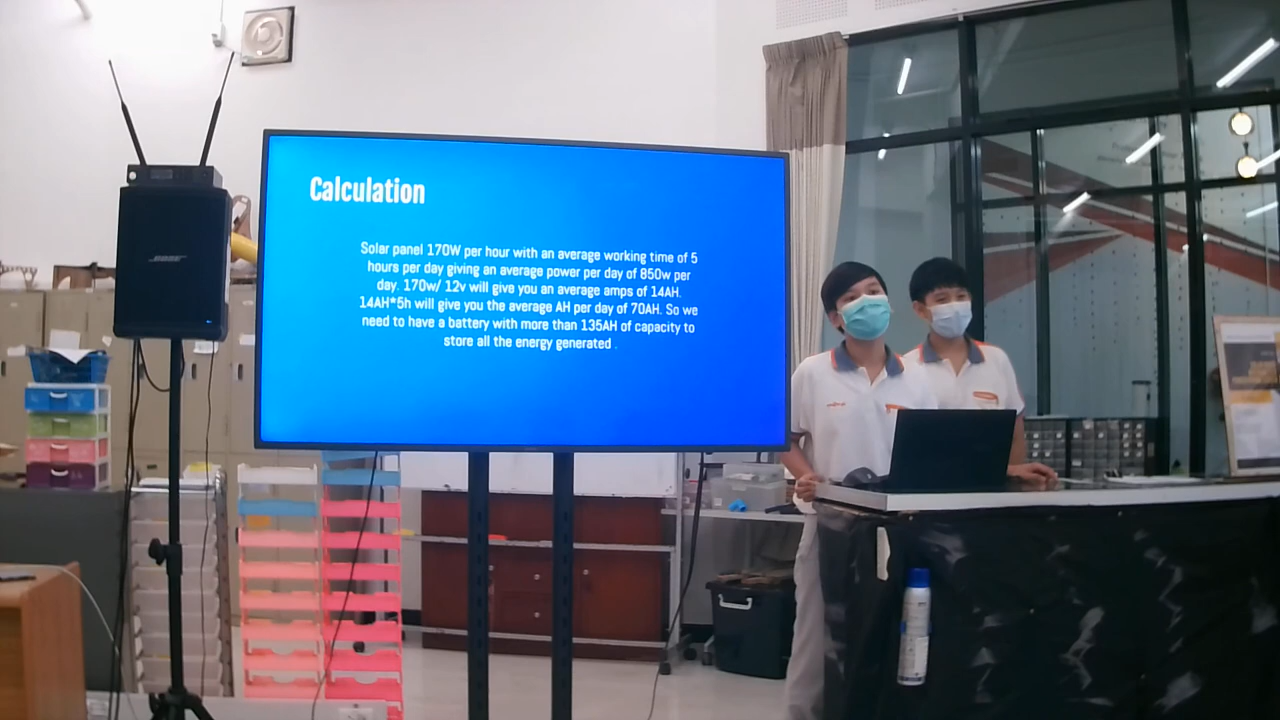 Calculation
Solar panel 170W per hour with an average working time of 5
hours per day giving an average power per day of 850w per
day. 170w/ 12v will give you an average amps of 14AH.
14AH*5h will give you the average AH per day of 70AH. So we
need to have a battery with more than 135AH of capacity to
store all the energy generated .
BOSE